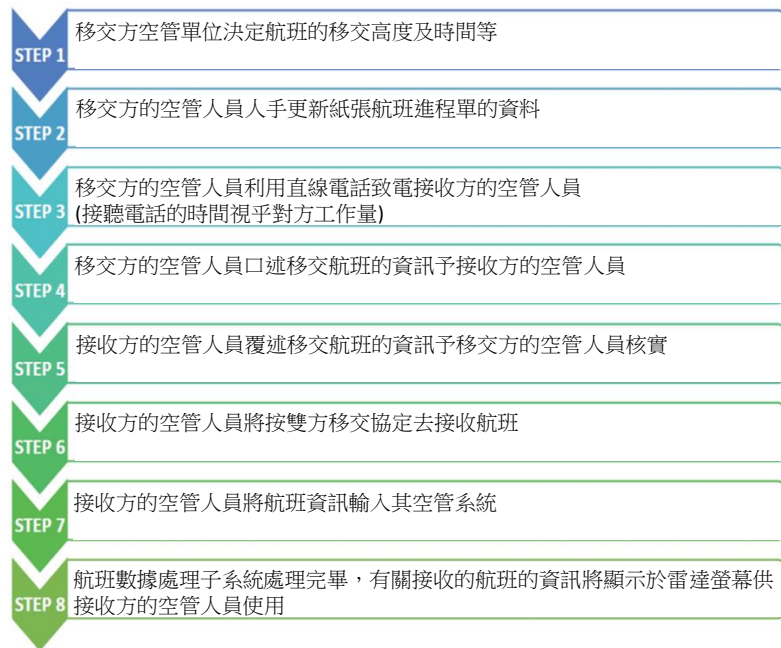 STEP 1
移交方空管單位決定航班的移交高度及時間等
STEP 2
移交方的空管人員人手更新紙張航班進程單的資料
STEP 3
移交方的空管人員利用直線電話致電接收方的空管人員
(接聽電話的時間視乎對方工作量)
STEP 4
移交方的空管人員口述移交航班的資訊予接收方的空管人員
STEP 5
接收方的空管人員覆述移交航班的資訊予移交方的空管人員核實
STEP 6
接收方的空管人員將按雙方移交協定去接收航班
STEP 7
接收方的空管人員將航班資訊輸入其空管系統
STEP 8
航班數據處理子系統處理完畢，有關接收的航班的資訊將顯示於雷達螢幕供
接收方的空管人員使用